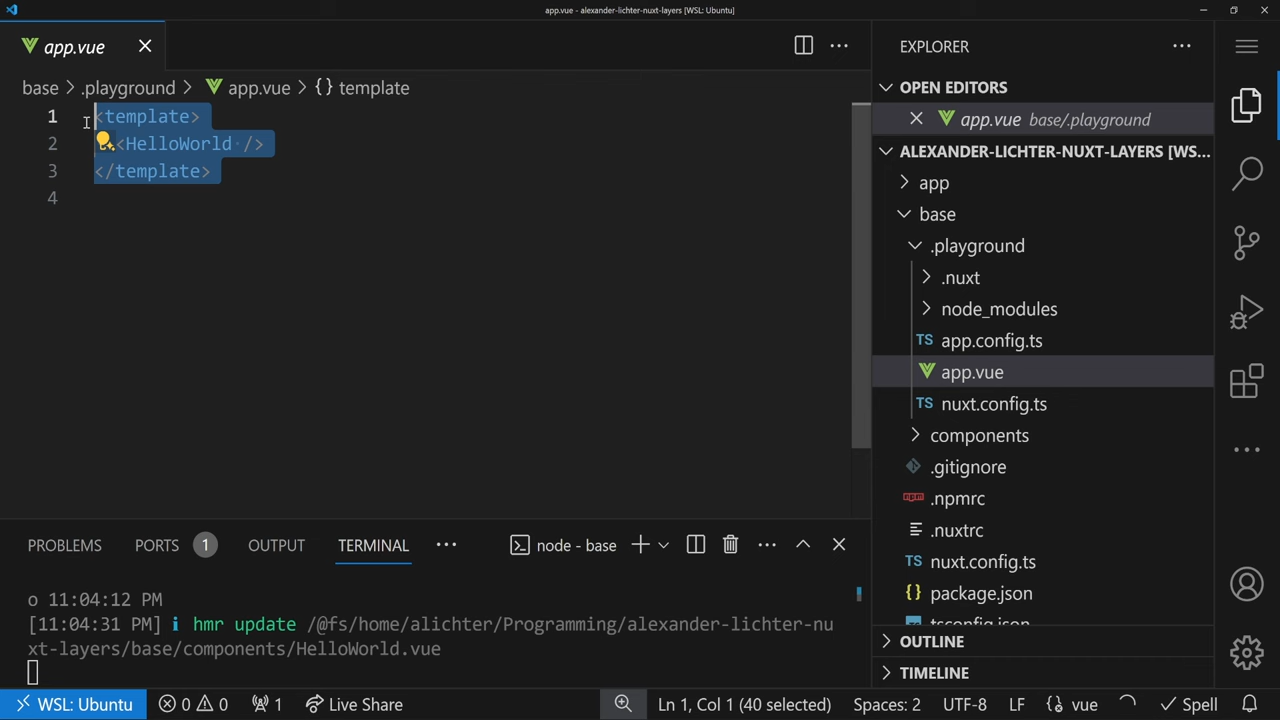 app.vue - alexander-lichter-nuxt-layers [WSL: Ubuntu]
app.vue
base > .playground > app.vue > {} template
1 <template>
2 <HelloWorld />
3 </template>
4
EXPLORER
OPEN EDITORS
app.vue base/.playground
ALEXANDER-LICHTER-NUXT-LAYERS [WS...
app
base
.playground
.nuxt
node_modules
TS app.config.ts
app.vue
TS nuxt.config.ts
components
.gitignore
.npmrc
.nuxtrc
TS nuxt.config.ts
{} package.json
tsconfig.json
OUTLINE
TIMELINE
PROBLEMS PORTS 1 OUTPUT TERMINAL node - base
o 11:04:12 PM
[11:04:31 PM] ℹ hmr update /@fs/home/alichter/Programming/alexander-lichter-nu
xt-layers/base/components/HelloWorld.vue
WSL: Ubuntu 0 0 1 Live Share Ln 1, Col 1 (40 selected) Spaces: 2 UTF-8 LF {} vue Spell